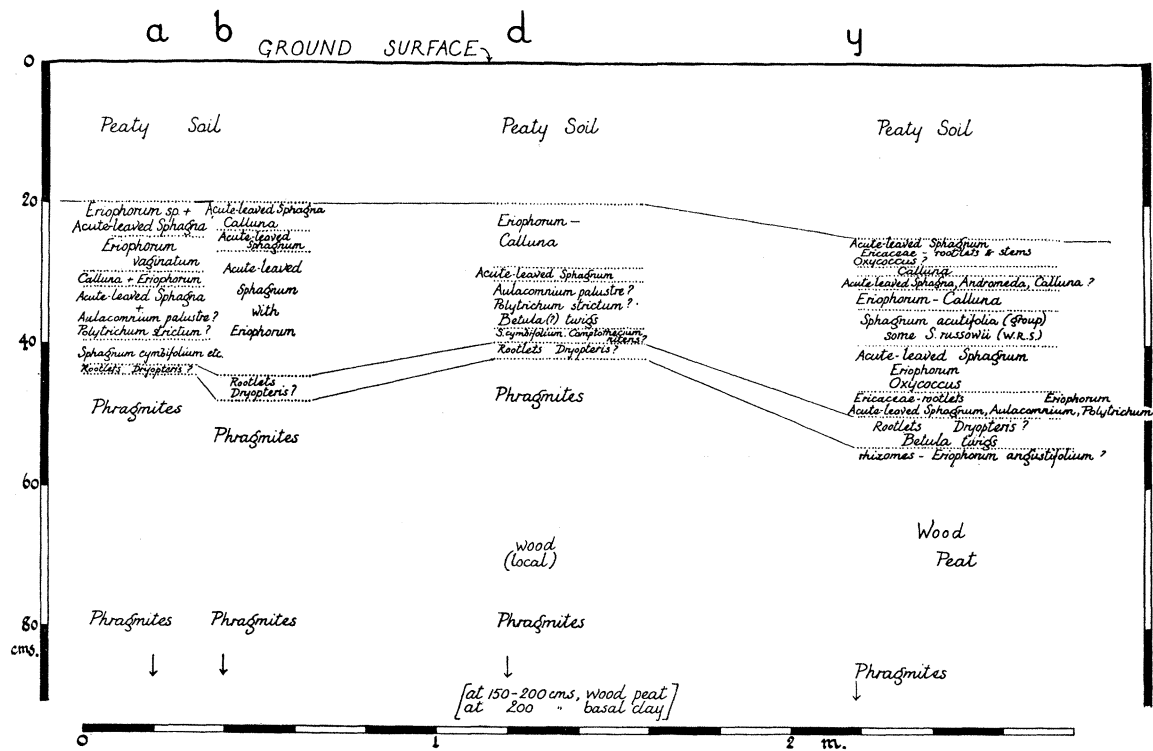 a
b
d
y
GROUND SURFACE
0
20
40
60
80
cms.
Peaty Soil
Eriophorum sp. +
Acute-leaved Sphagna
Eriophorum
vaginatum
Calluna + Eriophorum
Acute-leaved Sphagna
+
Aulacomnium palustre?
Polytrichum strictum?
Sphagnum cymbifolium etc.
Rootlets Dryopteris?
Phragmites
Phragmites
Acute-leaved Sphagna
Calluna
Acute-leaved
Sphagnum
Acute-leaved
Sphagnum
with
Eriophorum
Rootlets
Dryopteris?
Phragmites
Phragmites
Peaty Soil
Eriophorum –
Calluna
Acute-leaved Sphagnum
Aulacomnium palustre?
Polytrichum strictum?
Betula(?) twigs
S. cymbifolium. Camptothecium
nitens?
Rootlets Dryopteris?
Phragmites
wood
(local)
Phragmites
[at 150-200 cms, wood peat]
[at 200 " basal clay]
Peaty Soil
Acute-leaved Sphagnum
Ericaceae - rootlets & stems
Oxycoccus?
Calluna
Acute-leaved Sphagna, Andromeda, Calluna?
Eriophorum - Calluna
Sphagnum acutifolia (group)
some S. russowii (W.R.S.)
Acute-leaved Sphagnum
Eriophorum
Oxycoccus
Ericaceae-rootlets Eriophorum
Acute-leaved Sphagnum, Aulacomnium, Polytrichum
Rootlets Dryopteris?
Betula twigs
rhizomes - Eriophorum angustifolium?
Wood
Peat
Phragmites
0
1
2
m.